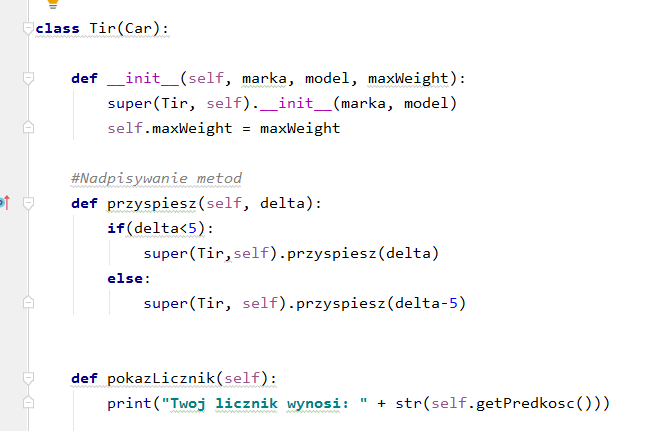 class Tir(Car):
    def __init__(self, marka, model, maxWeight):
        super(Tir, self).__init__(marka, model)
        self.maxWeight = maxWeight
    #Nadpisywanie metod
    def przyspiesz(self, delta):
        if(delta<5):
            super(Tir,self).przyspiesz(delta)
        else:
            super(Tir, self).przyspiesz(delta-5)
    def pokazLicznik(self):
        print("Twoj licznik wynosi: " + str(self.getPredkosc()))